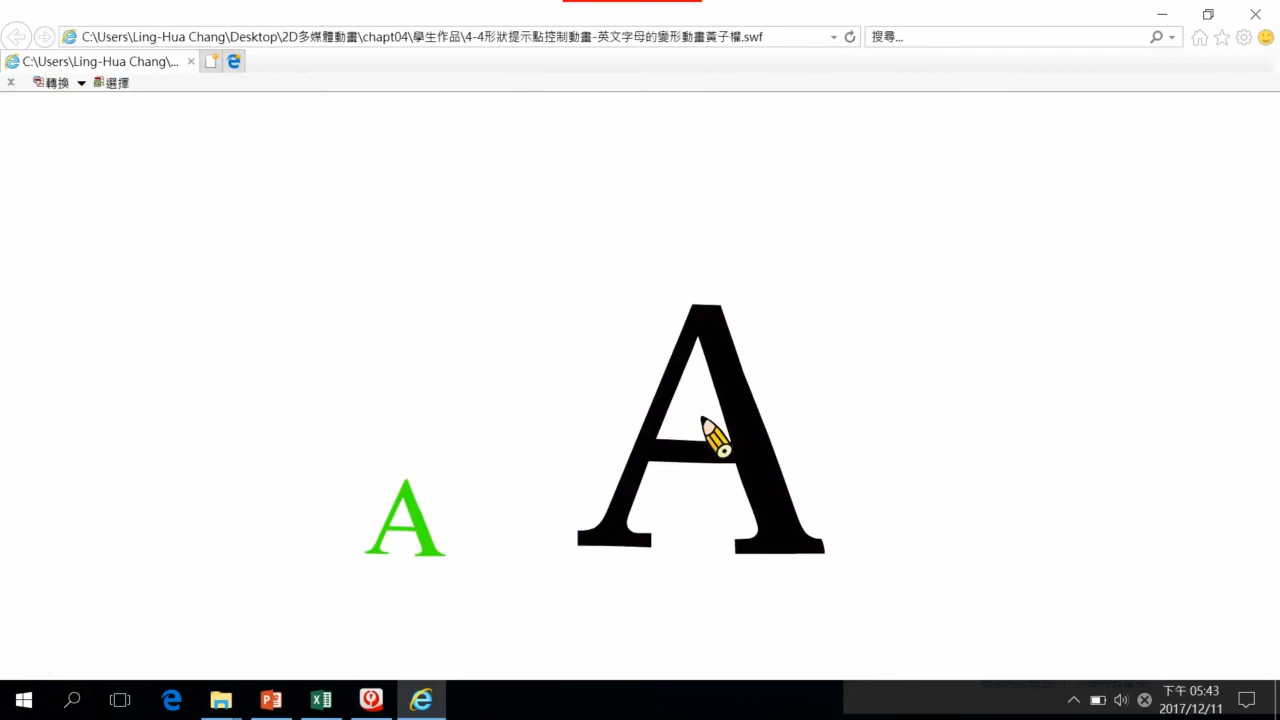 C:\Users\Ling-Hua Chang\Desktop\2D多媒體動畫\chapt04\學生作品\4-4形狀提示點控制動畫-英文字母的變形動畫黃子權.swf
搜尋...
C:\Users\Ling-Hua Chang\...
轉換
選擇
A
A
下午 05:43
2017/12/11